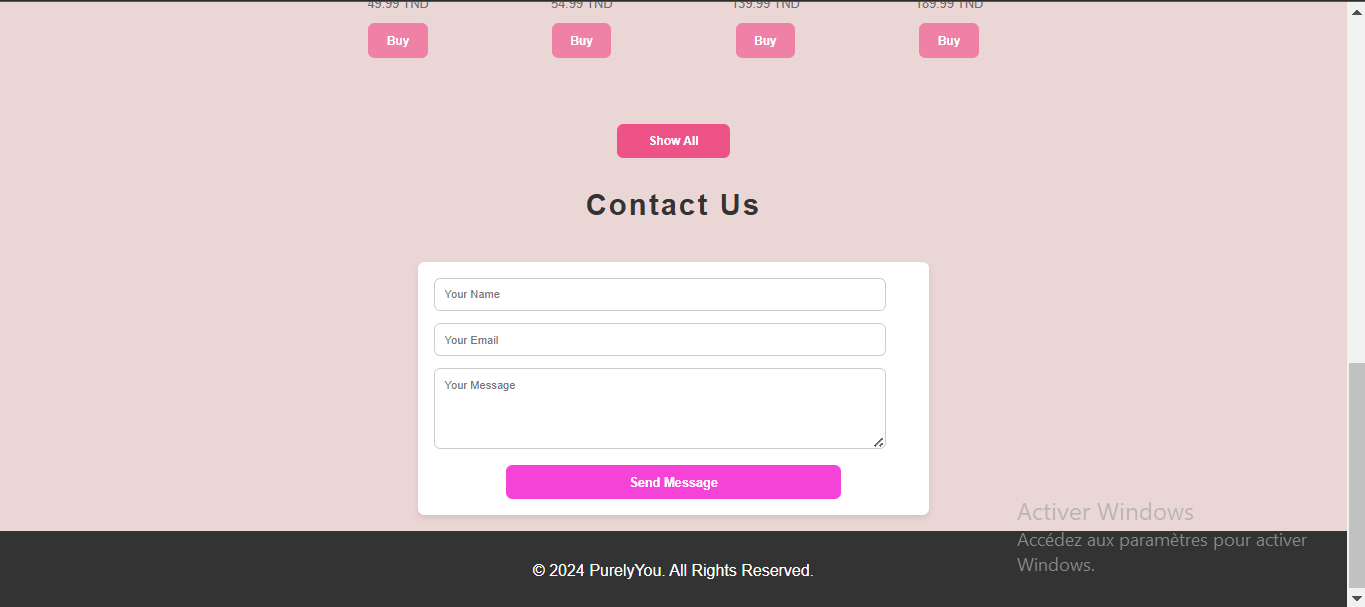 49.99 TND 54.99 TND 139.99 TND 189.99 TND
Buy Buy Buy Buy
Show All
Contact Us
Your Name
Your Email
Your Message
Send Message
Activer Windows
Accédez aux paramètres pour activer
Windows.
© 2024 PurelyYou. All Rights Reserved.